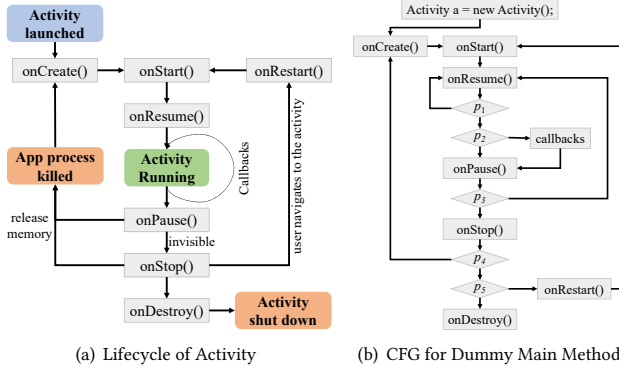 Activity
launched
onCreate()
onStart()
onRestart()
onResume()
App process
killed
Activity
Running
Callbacks
user navigates to the activity
release
memory
onPause()
invisible
onStop()
onDestroy()
Activity
shut down
(a) Lifecycle of Activity
Activity a = new Activity();
onCreate()
onStart()
onResume()
p1
p2
callbacks
onPause()
p3
onStop()
p4
p5
onRestart()
onDestroy()
(b) CFG for Dummy Main Method